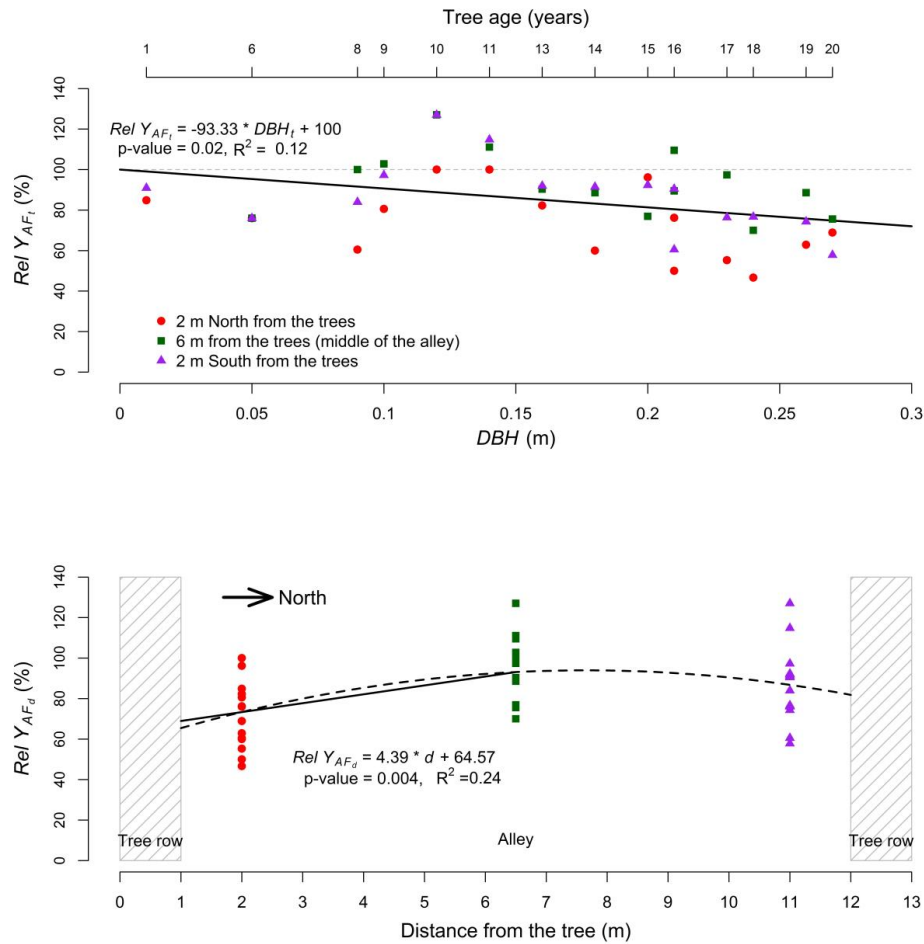 Tree age (years)
1 6 8 9 10 11 13 14 15 16 17 18 19 20
Rel Y_AF_t (%)
0 20 40 60 80 100 120 140
Rel Y_AF_t = -93.33 * DBH_t + 100
p-value = 0.02, R² = 0.12
2 m North from the trees
6 m from the trees (middle of the alley)
2 m South from the trees
0 0.05 0.1 0.15 0.2 0.25 0.3
DBH (m)
Rel Y_AF_d (%)
0 20 40 60 80 100 120 140
North
Rel Y_AF_d = 4.39 * d + 64.57
p-value = 0.004, R² =0.24
Tree row Alley Tree row
0 1 2 3 4 5 6 7 8 9 10 11 12 13
Distance from the tree (m)